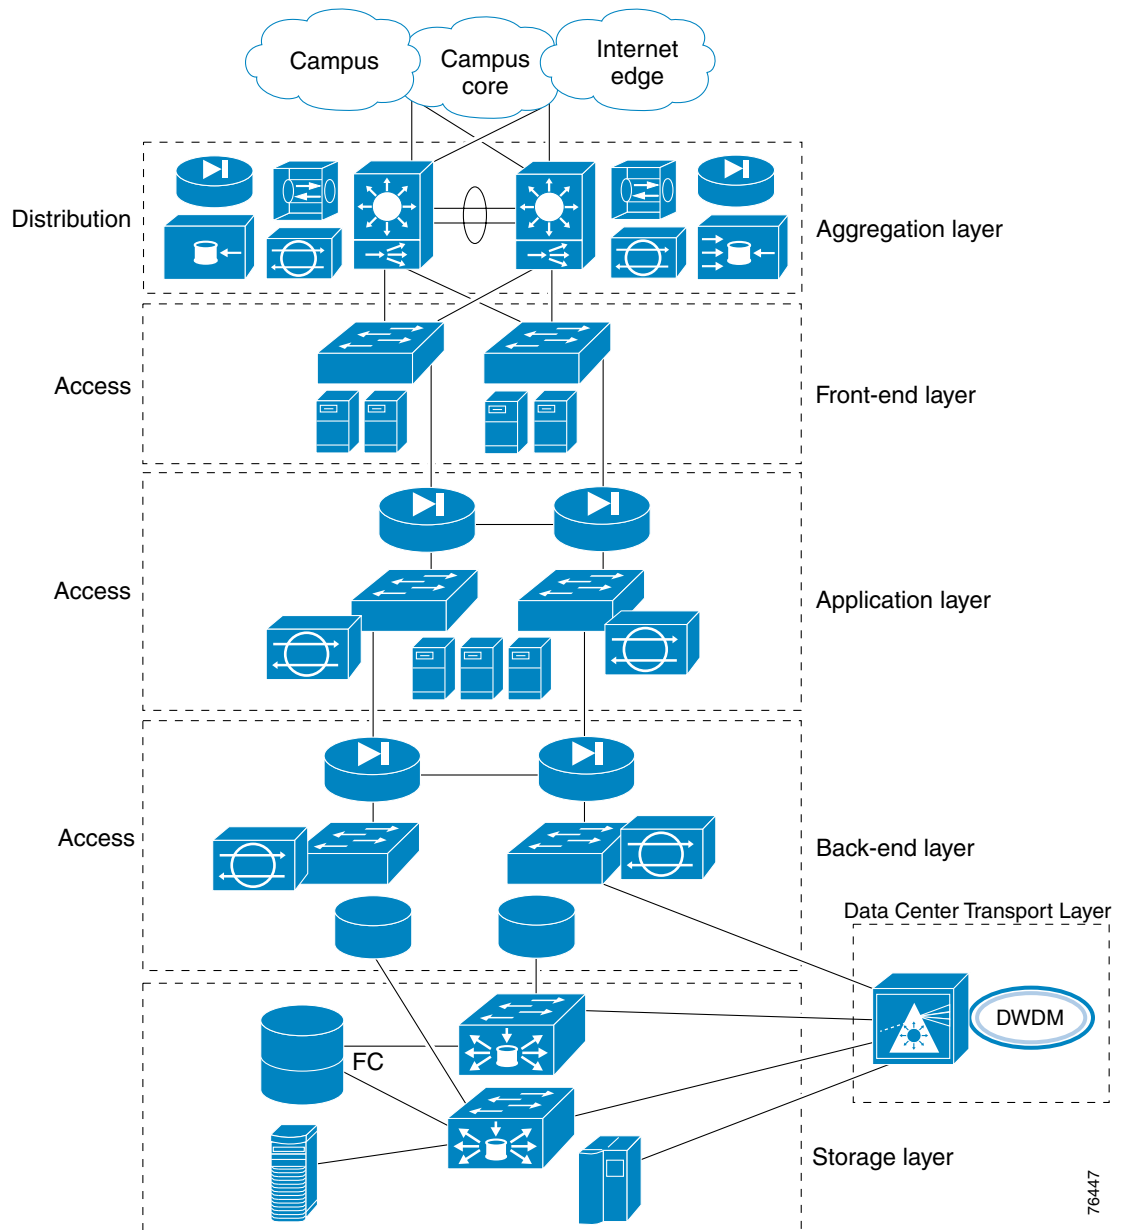 Campus
Campus
core
Internet
edge
Distribution
Aggregation layer
Access
Front-end layer
Access
Application layer
Access
Back-end layer
Data Center Transport Layer
DWDM
FC
Storage layer
76447